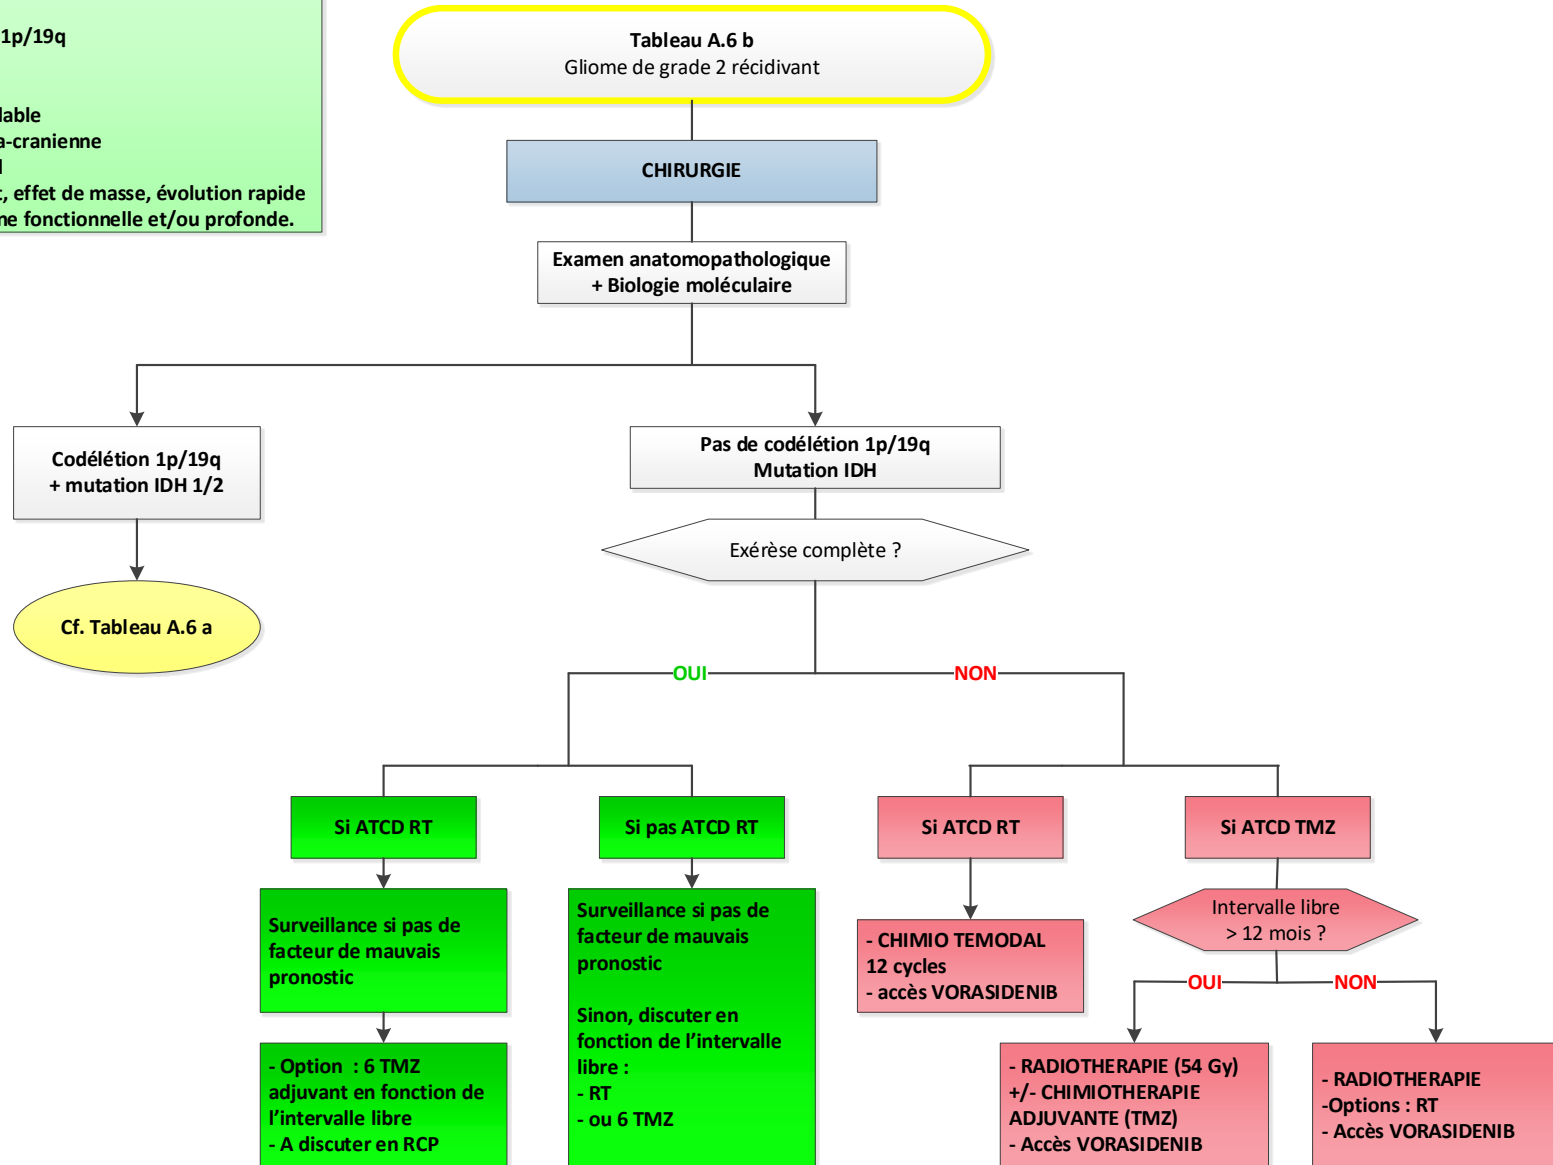 1p/19q
a-cranienne
, effet de masse, évolution rapide
fonctionnelle et/ou profonde.
Tableau A.6 b
Gliome de grade 2 récidivant
CHIRURGIE
Examen anatomopathologique
+ Biologie moléculaire
Codélétion 1p/19q
+ mutation IDH 1/2
Pas de codélétion 1p/19q
Mutation IDH
Exérèse complète ?
Cf. Tableau A.6 a
OUI
NON
Si ATCD RT
Si pas ATCD RT
Si ATCD RT
Si ATCD TMZ
Surveillance si pas de
facteur de mauvais
pronostic
Surveillance si pas de
facteur de mauvais
pronostic
Sinon, discuter en
fonction de l'intervalle
libre :
- RT
- ou 6 TMZ
- CHIMIO TEMODAL
12 cycles
- accès VORASIDENIB
Intervalle libre
> 12 mois ?
OUI
NON
- Option : 6 TMZ
adjuvant en fonction de
l'intervalle libre
- A discuter en RCP
- RADIOTHERAPIE (54 Gy)
+/- CHIMIOTHERAPIE
ADJUVANTE (TMZ)
- Accès VORASIDENIB
- RADIOTHERAPIE
-Options : RT
- Accès VORASIDENIB